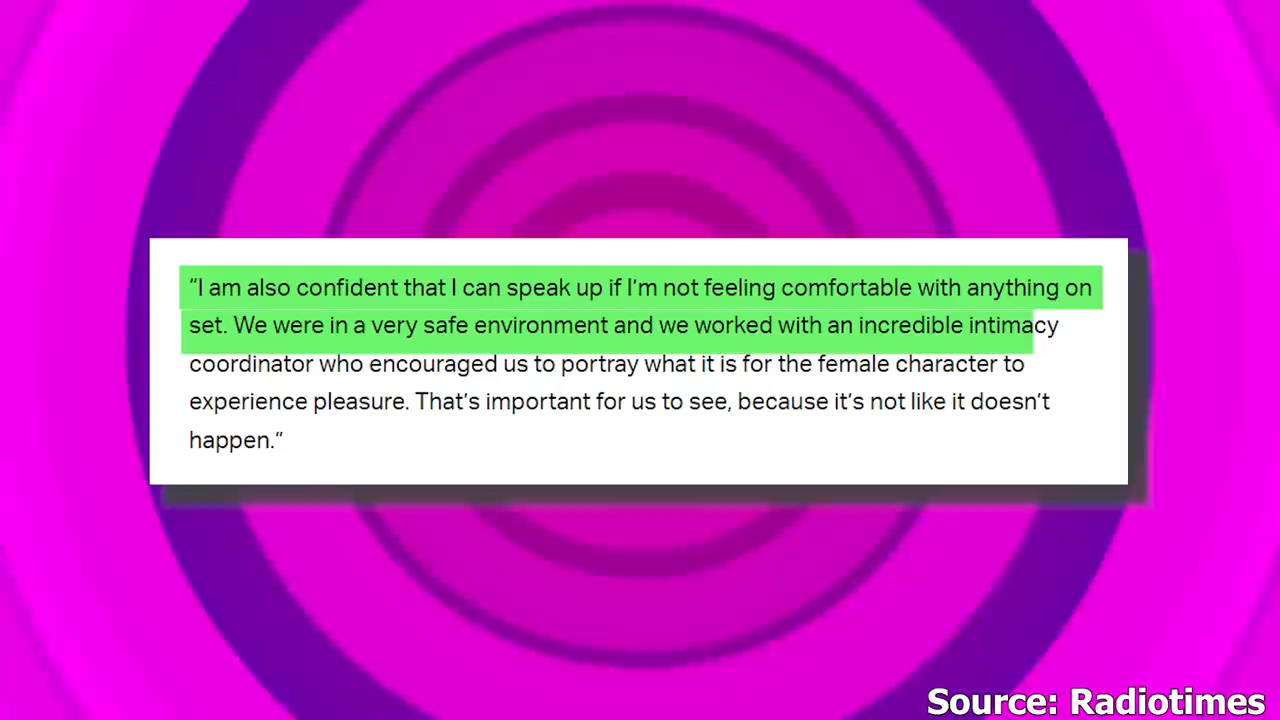 “I am also confident that I can speak up if I’m not feeling comfortable with anything on
set. We were in a very safe environment and we worked with an incredible intimacy
coordinator who encouraged us to portray what it is for the female character to
experience pleasure. That’s important for us to see, because it’s not like it doesn’t
happen.”
Source: Radiotimes